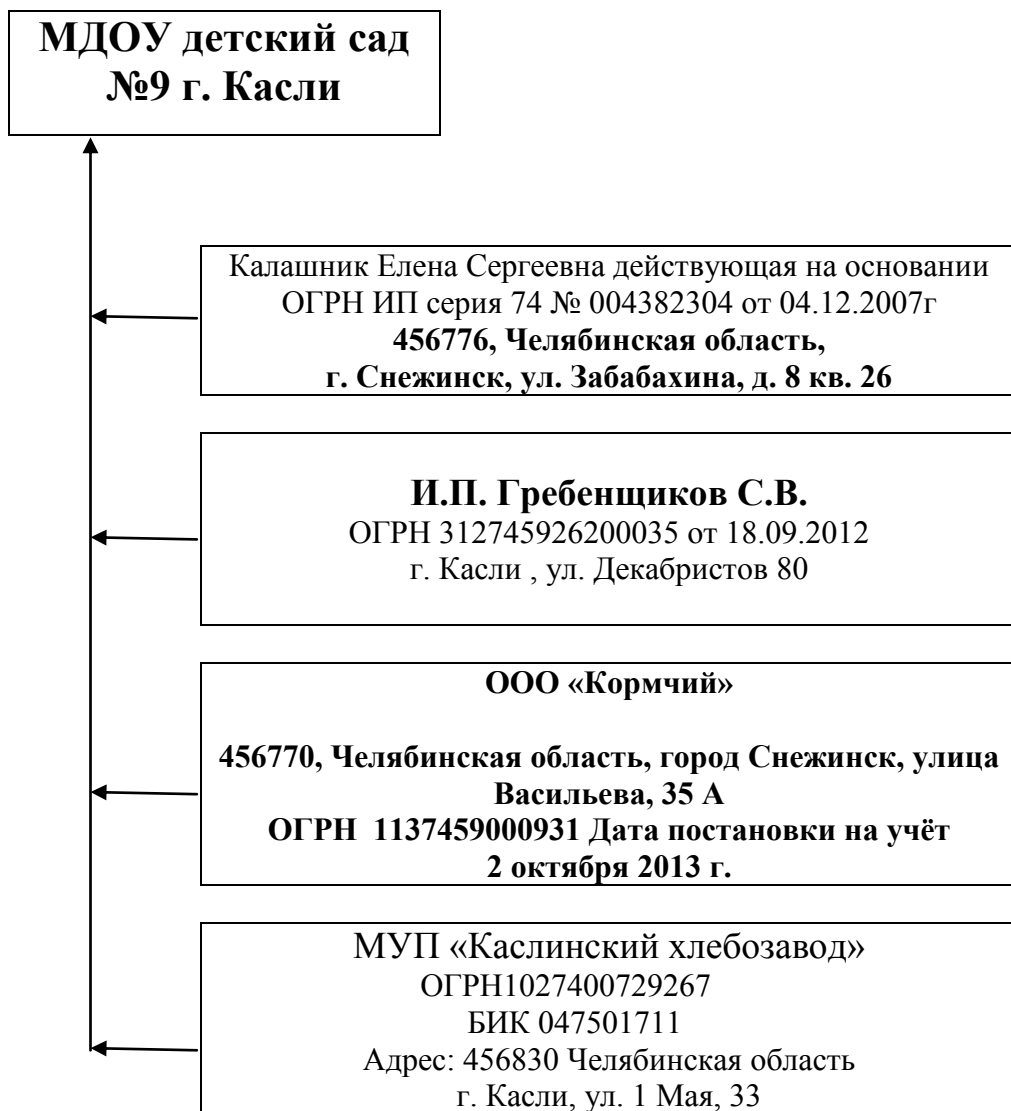 МДОУ детский сад
№9 г. Касли
Калашник Елена Сергеевна действующая на основании
ОГРН ИП серия 74 № 004382304 от 04.12.2007г
456776, Челябинская область,
г. Снежинск, ул. Забабахина, д. 8 кв. 26
И.П. Гребенщиков С.В.
ОГРН 312745926200035 от 18.09.2012
г. Касли , ул. Декабристов 80
ООО «Кормчий»
456770, Челябинская область, город Снежинск, улица
Васильева, 35 А
ОГРН 1137459000931 Дата постановки на учёт
2 октября 2013 г.
МУП «Каслинский хлебозавод»
ОГРН1027400729267
БИК 047501711
Адрес: 456830 Челябинская область
г. Касли, ул. 1 Мая, 33